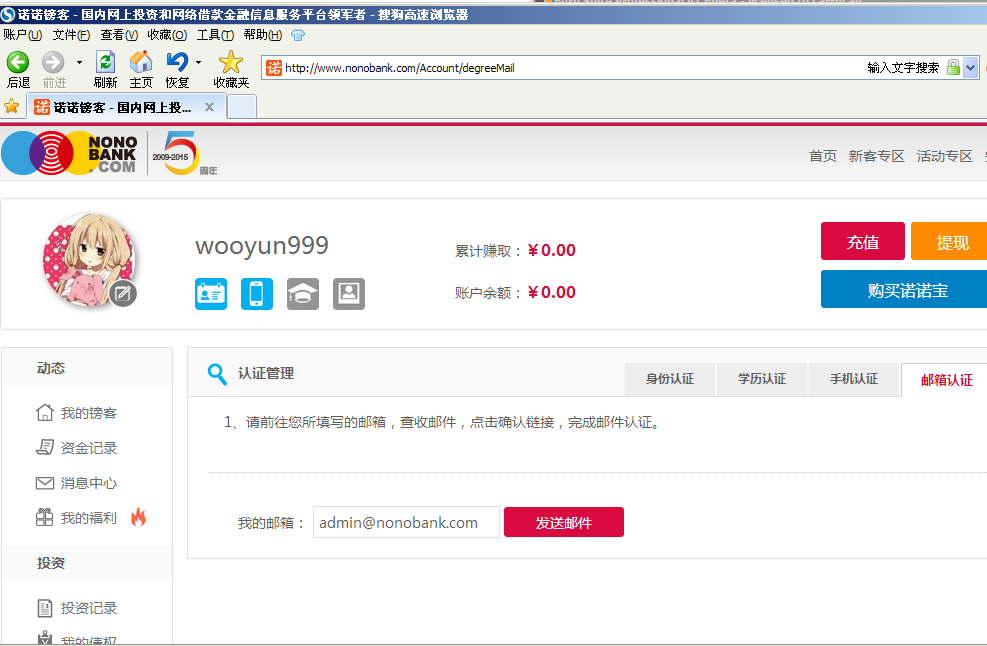 诺诺镑客 - 国内网上投资和网络借款金融信息服务平台领军者 - 搜狗高速浏览器
账户(U) 文件(F) 查看(V) 收藏(O) 工具(T) 帮助(H)
后退 前进 刷新 主页 恢复 收藏夹
诺 http://www.nonobank.com/Account/degreeMail 输入文字搜索
诺 诺诺镑客 - 国内网上投...
NONO
BANK
.COM
5
2009-2015
周年
首页 新客专区 活动专区
wooyun999
累计赚取：￥0.00
账户余额：￥0.00
充值 提现
购买诺诺宝
动态
我的镑客
资金记录
消息中心
我的福利
投资
投资记录
我的债权
认证管理
身份认证 学历认证 手机认证 邮箱认证
1、请前往您所填写的邮箱，查收邮件，点击确认链接，完成邮件认证。
我的邮箱： admin@nonobank.com 发送邮件